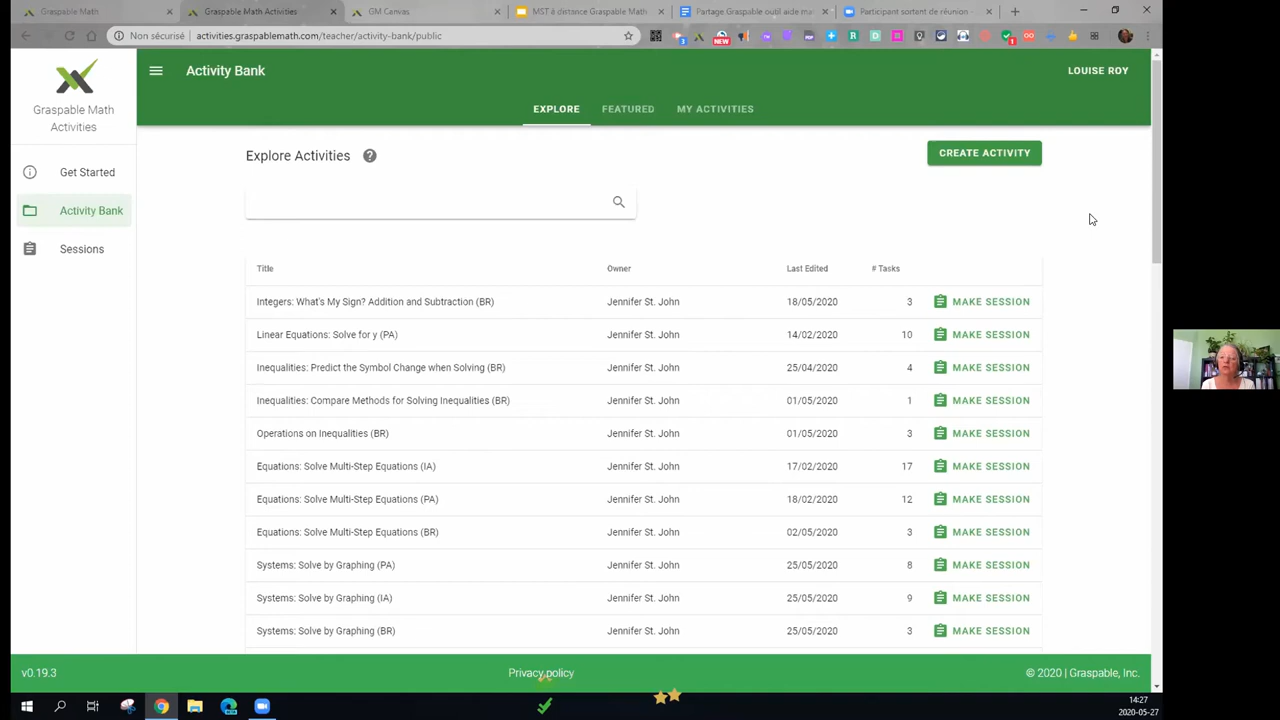 Graspable Math
Graspable Math Activities
GM Canvas
MST à distance Graspable Math
Partage Graspable outil aide ma
Participant sortent de réunion -
Non sécurisé
activities.graspablemath.com/teacher/activity-bank/public
NEW
Graspable Math
Activities
Get Started
Activity Bank
Sessions
Activity Bank
LOUISE ROY
EXPLORE
FEATURED
MY ACTIVITIES
Explore Activities
CREATE ACTIVITY
Title Owner Last Edited # Tasks
Integers: What's My Sign? Addition and Subtraction (BR) Jennifer St. John 18/05/2020 3 MAKE SESSION
Linear Equations: Solve for y (PA) Jennifer St. John 14/02/2020 10 MAKE SESSION
Inequalities: Predict the Symbol Change when Solving (BR) Jennifer St. John 25/04/2020 4 MAKE SESSION
Inequalities: Compare Methods for Solving Inequalities (BR) Jennifer St. John 01/05/2020 1 MAKE SESSION
Operations on Inequalities (BR) Jennifer St. John 01/05/2020 3 MAKE SESSION
Equations: Solve Multi-Step Equations (IA) Jennifer St. John 17/02/2020 17 MAKE SESSION
Equations: Solve Multi-Step Equations (PA) Jennifer St. John 18/02/2020 12 MAKE SESSION
Equations: Solve Multi-Step Equations (BR) Jennifer St. John 02/05/2020 3 MAKE SESSION
Systems: Solve by Graphing (PA) Jennifer St. John 25/05/2020 8 MAKE SESSION
Systems: Solve by Graphing (IA) Jennifer St. John 25/05/2020 9 MAKE SESSION
Systems: Solve by Graphing (BR) Jennifer St. John 25/05/2020 3 MAKE SESSION
v0.19.3
Privacy policy
© 2020 | Graspable, Inc.
14:27
2020-05-27